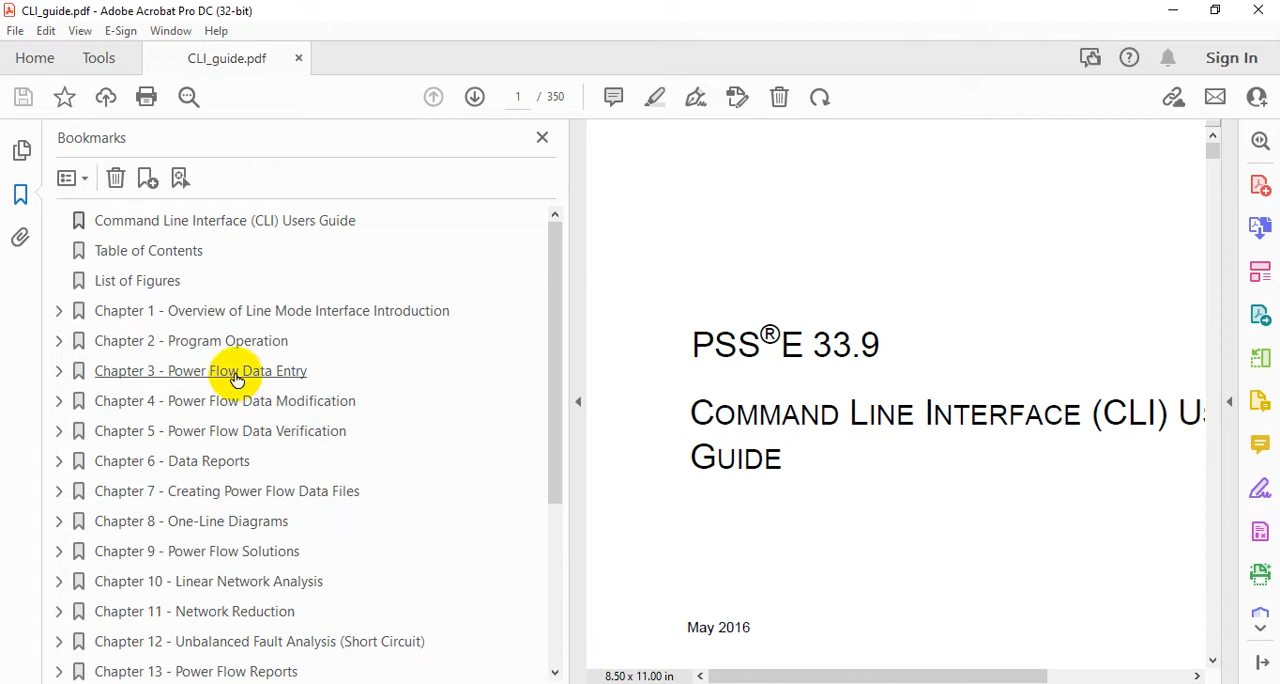 CLI_guide.pdf - Adobe Acrobat Pro DC (32-bit)
File Edit View E-Sign Window Help
Home Tools CLI_guide.pdf × Sign In
1 / 350
Bookmarks
Command Line Interface (CLI) Users Guide
Table of Contents
List of Figures
Chapter 1 - Overview of Line Mode Interface Introduction
Chapter 2 - Program Operation
Chapter 3 - Power Flow Data Entry
Chapter 4 - Power Flow Data Modification
Chapter 5 - Power Flow Data Verification
Chapter 6 - Data Reports
Chapter 7 - Creating Power Flow Data Files
Chapter 8 - One-Line Diagrams
Chapter 9 - Power Flow Solutions
Chapter 10 - Linear Network Analysis
Chapter 11 - Network Reduction
Chapter 12 - Unbalanced Fault Analysis (Short Circuit)
Chapter 13 - Power Flow Reports
PSS®E 33.9
COMMAND LINE INTERFACE (CLI) US
GUIDE
May 2016
8.50 x 11.00 in